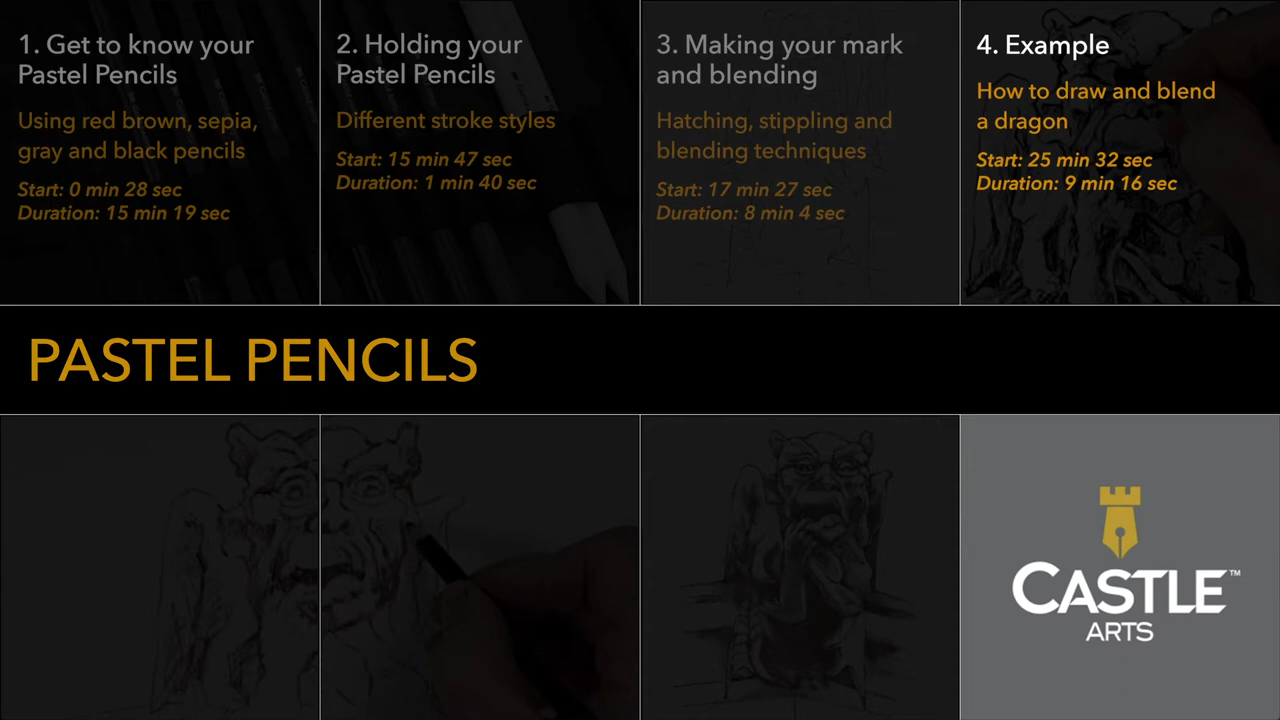 1. Get to know your
Pastel Pencils
Using red brown, sepia,
gray and black pencils
Start: 0 min 28 sec
Duration: 15 min 19 sec
2. Holding your
Pastel Pencils
Different stroke styles
Start: 15 min 47 sec
Duration: 1 min 40 sec
3. Making your mark
and blending
Hatching, stippling and
blending techniques
Start: 17 min 27 sec
Duration: 8 min 4 sec
4. Example
How to draw and blend
a dragon
Start: 25 min 32 sec
Duration: 9 min 16 sec
PASTEL PENCILS
CASTLE™
ARTS